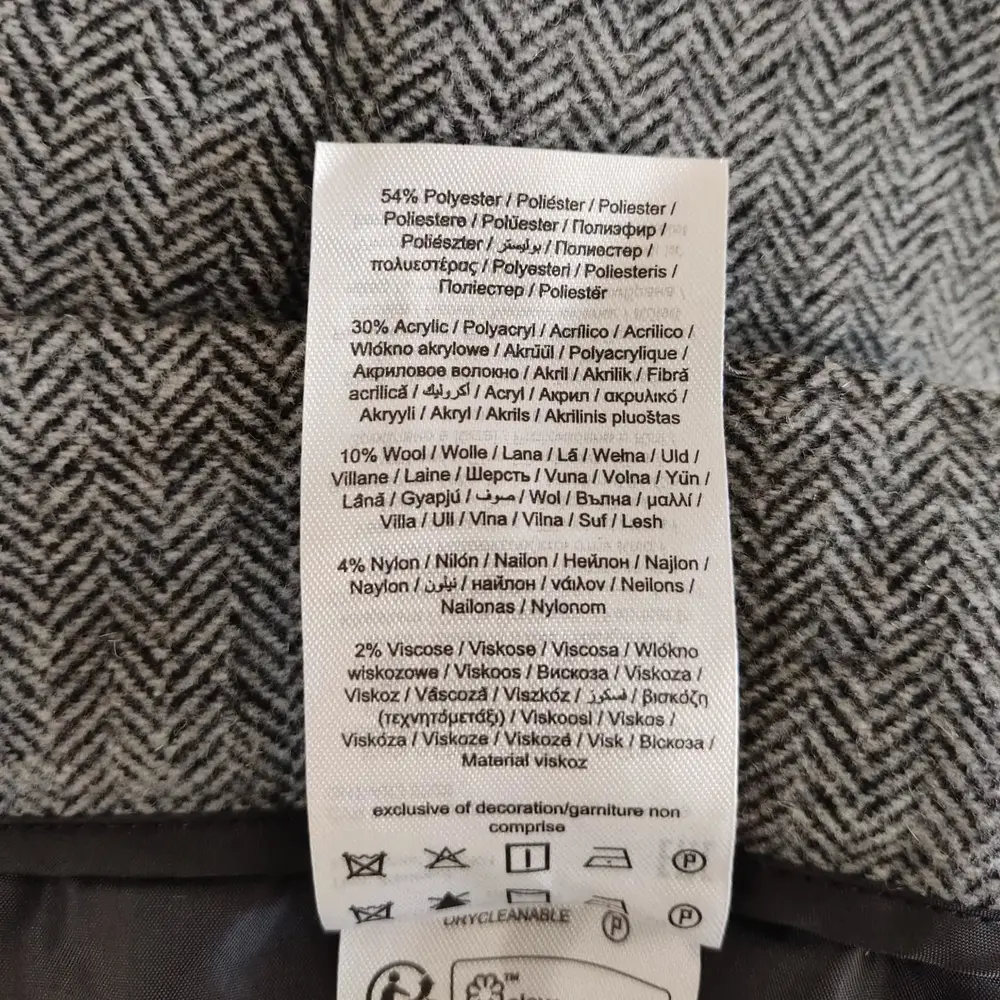 54% Polyester / Poliéster / Poliester /
Poliestere / Polüester / Полиэфир /
Poliészter / بوليستر / Полиестер /
πολυεστέρας / Polyesteri / Poliesteris /
Поліестер / Poliestër
30% Acrylic / Polyacryl / Acrílico / Acrilico /
Wlókno akrylowe / Akrüül / Polyacrylique /
Акриловое волокно / Akril / Akrilik / Fibră
acrilică / أكريليك / Acryl / Акрил / ακρυλικό /
Akryyli / Akryl / Akrils / Akrilinis pluoštas
10% Wool / Wolle / Lana / Lã / Wełna / Uld /
Villane / Laine / Шерсть / Vuna / Volna / Yün /
Lână / Gyapjú / صوف / Wol / Вълна / μαλλί /
Villa / Ull / Vlna / Vilna / Suf / Lesh
4% Nylon / Nilón / Nailon / Нейлон / Najlon /
Naylon / نيلون / найлон / νάιλον / Neilons /
Nailonas / Nylonom
2% Viscose / Viskose / Viscosa / Wlókno
wiskozowe / Viskoos / Вискоза / Viskoza /
Viskoz / Vâscoză / Viszkóz / فسكوز / βισκόζη
(τεχνητόμετάξι) / Viskoosi / Viskos /
Viskóza / Viskoze / Viskozė / Visk / Віскоза /
Material viskoz
exclusive of decoration/garniture non
comprise
P
P
DRYCLEANABLE P
TM